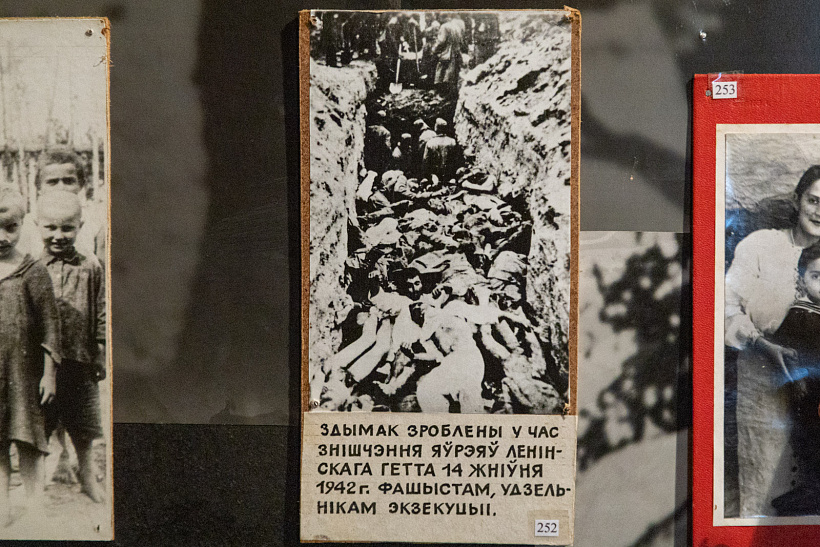 253
ЗДЫМАК ЗРОБЛЕНЫ У ЧАС
ЗНІШЧЭННЯ ЯЎРЭЯЎ ЛЕНІН-
СКАГА ГЕТТА 14 ЖНІЎНЯ
1942 г. ФАШЫСТАМ, УДЗЕЛЬ-
НІКАМ ЭКЗЕКУЦЫІ.
252